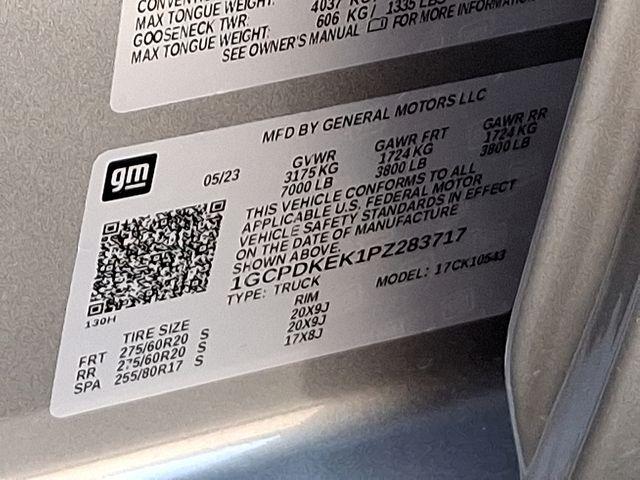 MAX TONGUE WEIGHT:
GOOSENECK TWR: 4037 KG
MAX TONGUE WEIGHT: 606 KG/ 1335 LBS
SEE OWNER'S MANUAL FOR MORE INFORMATION
MFD BY GENERAL MOTORS LLC
gm
05/23
GVWR GAWR FRT GAWR RR
3175 KG 1724 KG 1724 KG
7000 LB 3800 LB 3800 LB
THIS VEHICLE CONFORMS TO ALL
APPLICABLE U.S. FEDERAL MOTOR
VEHICLE SAFETY STANDARDS IN EFFECT
ON THE DATE OF MANUFACTURE
SHOWN ABOVE.
1GCPDKEK1PZ283717
TYPE: TRUCK MODEL: 17CK10543
130H
TIRE SIZE RIM
FRT 275/60R20 S 20X9J
RR 275/60R20 S 20X9J
SPA 255/80R17 S 17X8J